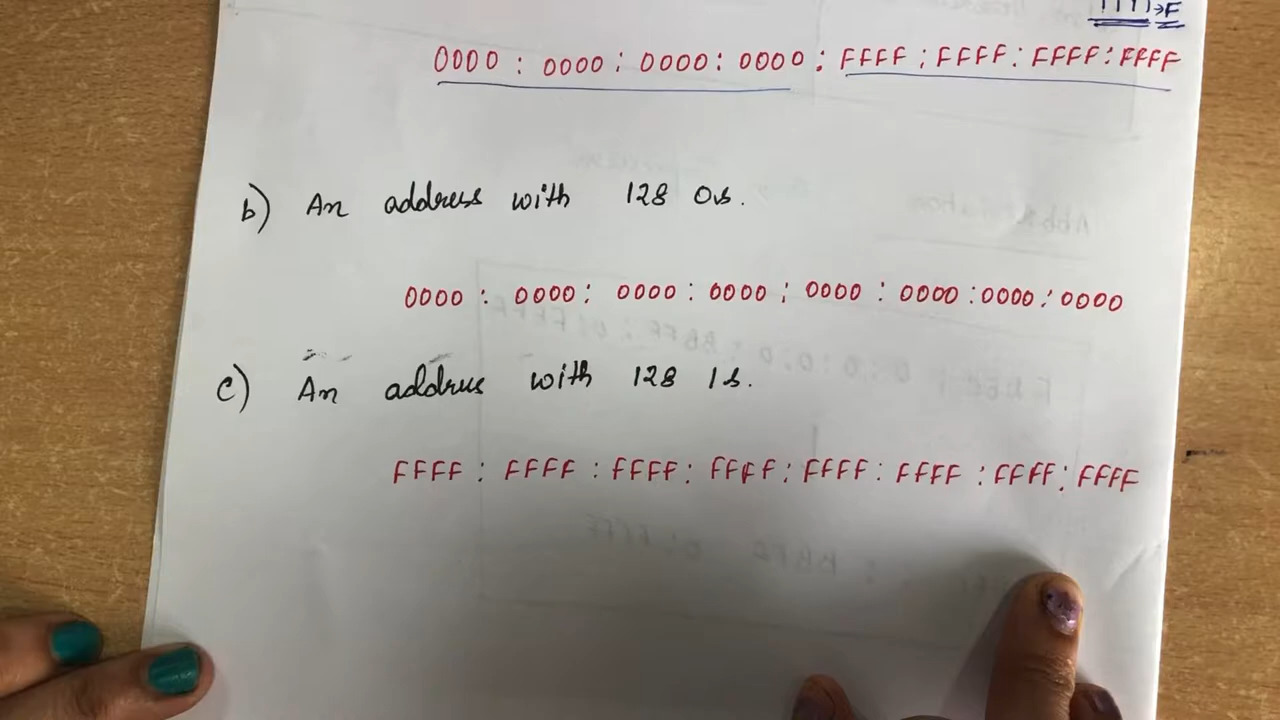 1111 → F
0000 : 0000 : 0000 : 0000 : FFFF : FFFF : FFFF : FFFF
b) An address with 128 0s.
0000 : 0000 : 0000 : 0000 : 0000 : 0000 : 0000 : 0000
c) An address with 128 1s.
FFFF : FFFF : FFFF : FFFF : FFFF : FFFF : FFFF : FFFF